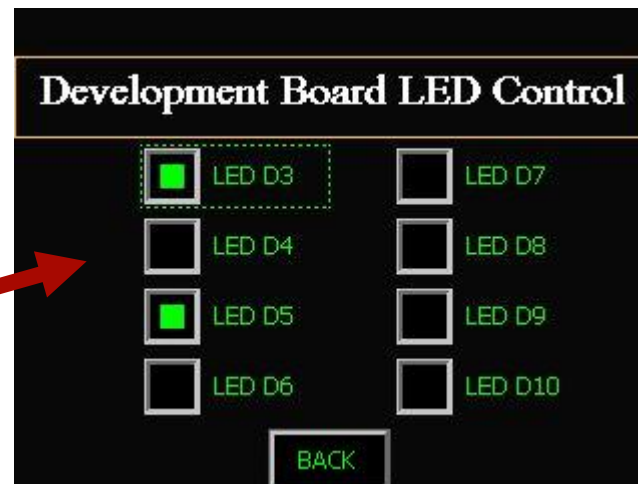 Development Board LED Control
LED D3
LED D4
LED D5
LED D6
LED D7
LED D8
LED D9
LED D10
BACK